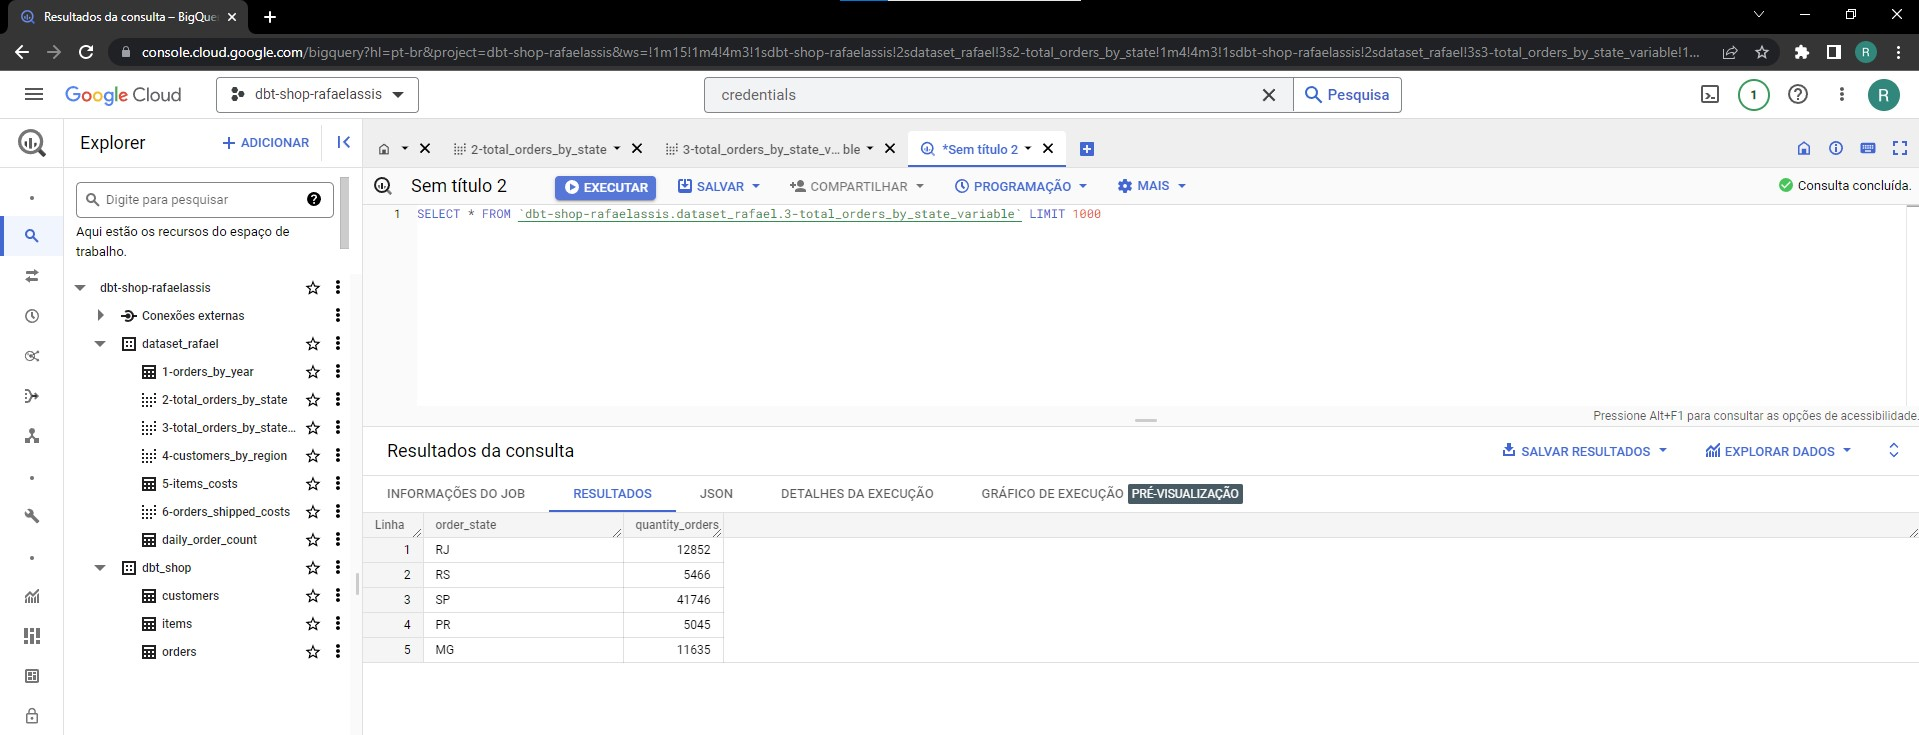 Resultados da consulta – BigQue
console.cloud.google.com/bigquery?hl=pt-br&project=dbt-shop-rafaelassis&ws=!1m15!1m4!4m3!1sdbt-shop-rafaelassis!2sdataset_rafael!3s2-total_orders_by_state!1m4!4m3!1sdbt-shop-rafaelassis!2sdataset_rafael!3s3-total_orders_by_state_variable!1...
R
Google Cloud
dbt-shop-rafaelassis
credentials
Pesquisa
1
R
Explorer
ADICIONAR
2-total_orders_by_state
3-total_orders_by_state_v... ble
*Sem título 2
Sem título 2
EXECUTAR
SALVAR
COMPARTILHAR
PROGRAMAÇÃO
MAIS
Consulta concluída.
Digite para pesquisar
Aqui estão os recursos do espaço de
trabalho.
dbt-shop-rafaelassis
Conexões externas
dataset_rafael
1-orders_by_year
2-total_orders_by_state
3-total_orders_by_state...
4-customers_by_region
5-items_costs
6-orders_shipped_costs
daily_order_count
dbt_shop
customers
items
orders
1 SELECT * FROM `dbt-shop-rafaelassis.dataset_rafael.3-total_orders_by_state_variable` LIMIT 1000
Pressione Alt+F1 para consultar as opções de acessibilidade.
Resultados da consulta
SALVAR RESULTADOS
EXPLORAR DADOS
INFORMAÇÕES DO JOB RESULTADOS JSON DETALHES DA EXECUÇÃO GRÁFICO DE EXECUÇÃO PRÉ-VISUALIZAÇÃO
Linha order_state quantity_orders
1 RJ 12852
2 RS 5466
3 SP 41746
4 PR 5045
5 MG 11635